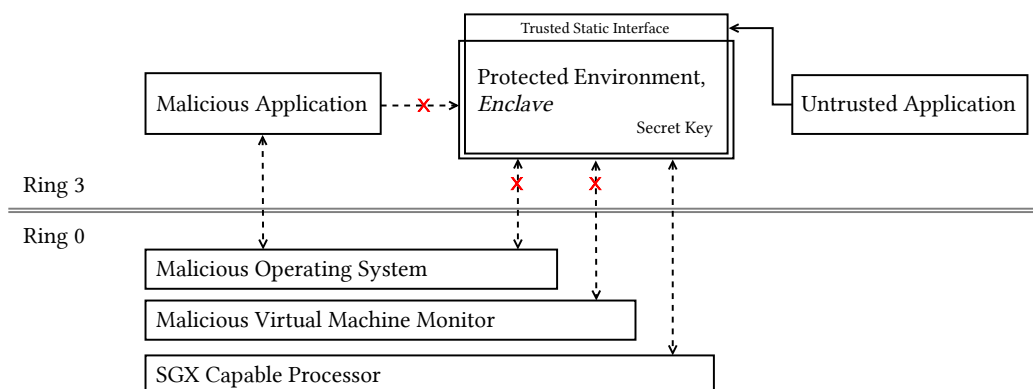 Trusted Static Interface
Protected Environment,
Enclave
Secret Key
Malicious Application
X
Untrusted Application
X
X
Ring 3
Ring 0
Malicious Operating System
Malicious Virtual Machine Monitor
SGX Capable Processor